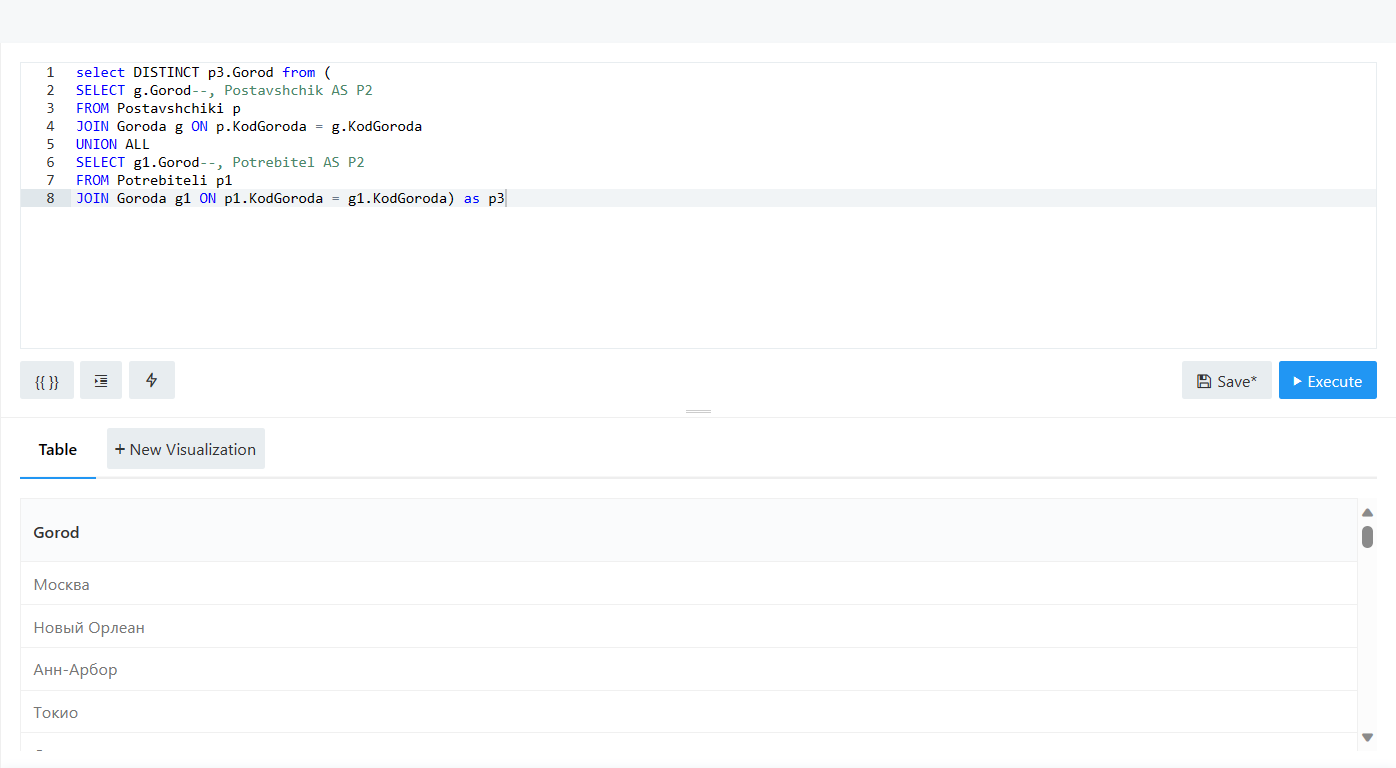 1 select DISTINCT p3.Gorod from (
2 SELECT g.Gorod--, Postavshchik AS P2
3 FROM Postavshchiki p
4 JOIN Goroda g ON p.KodGoroda = g.KodGoroda
5 UNION ALL
6 SELECT g1.Gorod--, Potrebitel AS P2
7 FROM Potrebiteli p1
8 JOIN Goroda g1 ON p1.KodGoroda = g1.KodGoroda) as p3
{{ }} Save* Execute
Table + New Visualization
Gorod
Москва
Новый Орлеан
Анн-Арбор
Токио